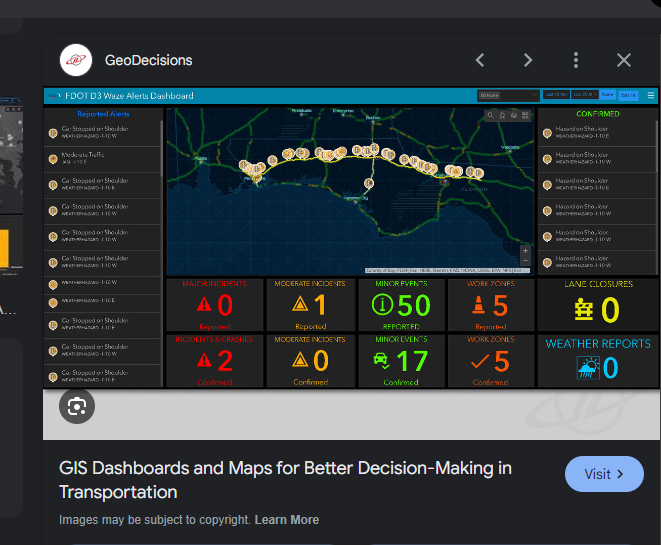 GeoDecisions
FDOT D3 Waze Alerts Dashboard
Reported Alerts
Car Stopped on Shoulder
WEATHERHAZARD -I-10 W
Moderate Traffic
JAM - I-10 E
Car Stopped on Shoulder
WEATHERHAZARD -I-10 E
Car Stopped on Shoulder
WEATHERHAZARD -I-10 W
Car Stopped on Shoulder
WEATHERHAZARD -I-10 W
Car Stopped on Shoulder
WEATHERHAZARD -I-10 W
WEATHERHAZARD -I-10 W
WEATHERHAZARD -I-10 E
Car Stopped on Shoulder
WEATHERHAZARD -I-10 E
Car Stopped on Shoulder
WEATHERHAZARD -I-10 W
Car Stopped on Shoulder
WEATHERHAZARD -I-10 E
Mobile
Dothan
Panama City
FLORIDA
CONFIRMED
Hazard on Shoulder
WEATHERHAZARD -I-10 W
Hazard on Shoulder
WEATHERHAZARD -I-10 E
Hazard on Shoulder
WEATHERHAZARD -I-10 E
Hazard on Shoulder
WEATHERHAZARD -I-10 W
Hazard on Shoulder
WEATHERHAZARD -I-10 W
Hazard on Shoulder
WEATHERHAZARD -I-10 W
MAJOR INCIDENTS
0
Reported
MODERATE INCIDENTS
1
Reported
MINOR EVENTS
50
REPORTED
WORK ZONES
5
Reported
LANE CLOSURES
0
INCIDENTS & CRASHES
2
Confirmed
MODERATE INCIDENTS
0
Confirmed
MINOR EVENTS
17
Confirmed
WORK ZONES
5
Confirmed
WEATHER REPORTS
0
GIS Dashboards and Maps for Better Decision-Making in
Transportation
Visit
Images may be subject to copyright. Learn More